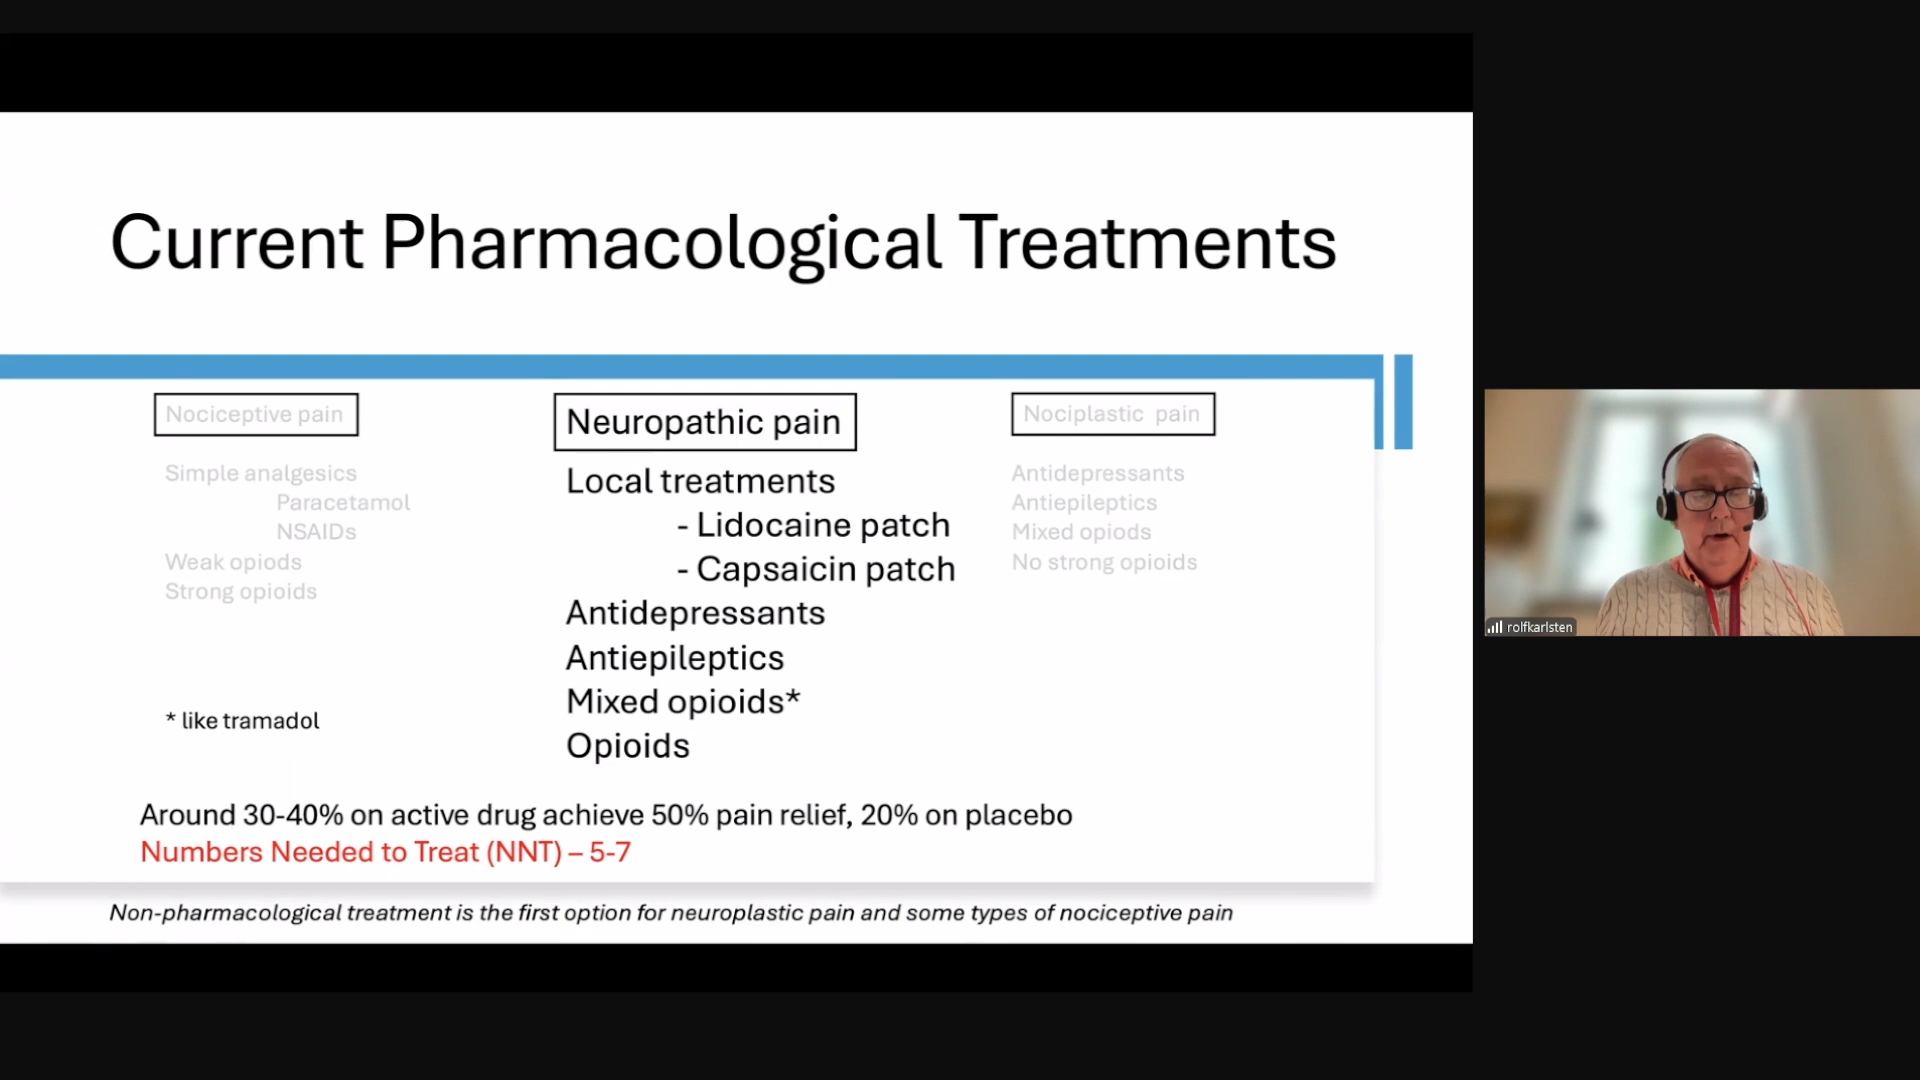 Current Pharmacological Treatments
Nociceptive pain
Simple analgesics
Paracetamol
NSAIDs
Weak opiods
Strong opioids
* like tramadol
Neuropathic pain
Local treatments
- Lidocaine patch
- Capsaicin patch
Antidepressants
Antiepileptics
Mixed opioids*
Opioids
Nociplastic pain
Antidepressants
Antiepileptics
Mixed opiods
No strong opioids
Around 30-40% on active drug achieve 50% pain relief, 20% on placebo
Numbers Needed to Treat (NNT) – 5-7
Non-pharmacological treatment is the first option for neuroplastic pain and some types of nociceptive pain
rolfkarlsten